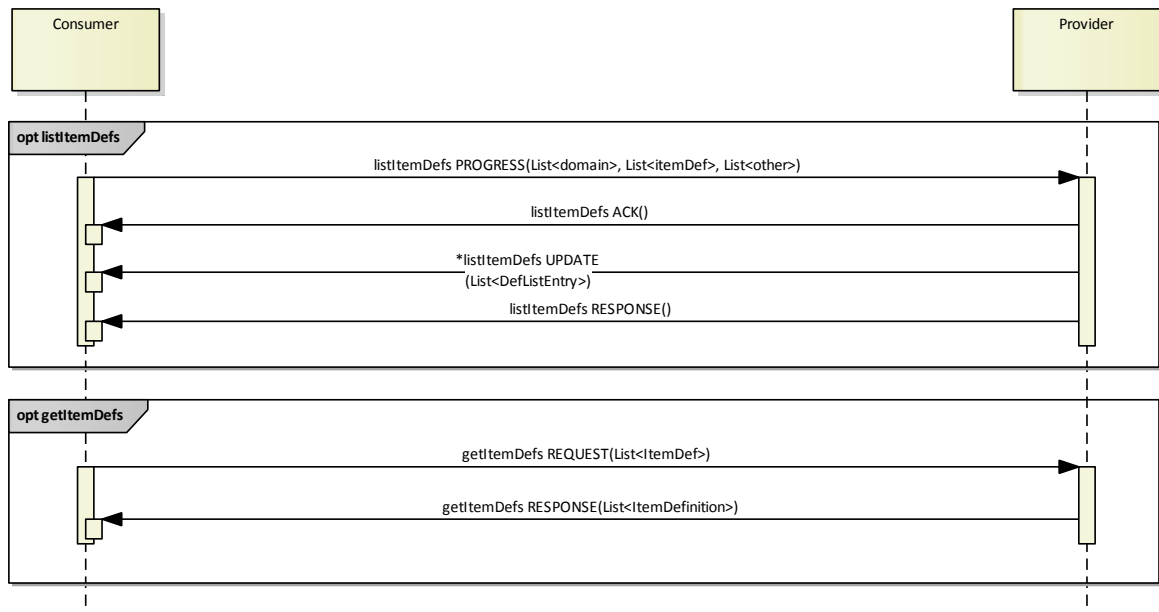 Consumer
Provider
opt listItemDefs
listItemDefs PROGRESS(List<domain>, List<itemDef>, List<other>)
listItemDefs ACK()
*listItemDefs UPDATE
(List<DefListEntry>)
listItemDefs RESPONSE()
opt getItemDefs
getItemDefs REQUEST(List<ItemDef>)
getItemDefs RESPONSE(List<ItemDefinition>)